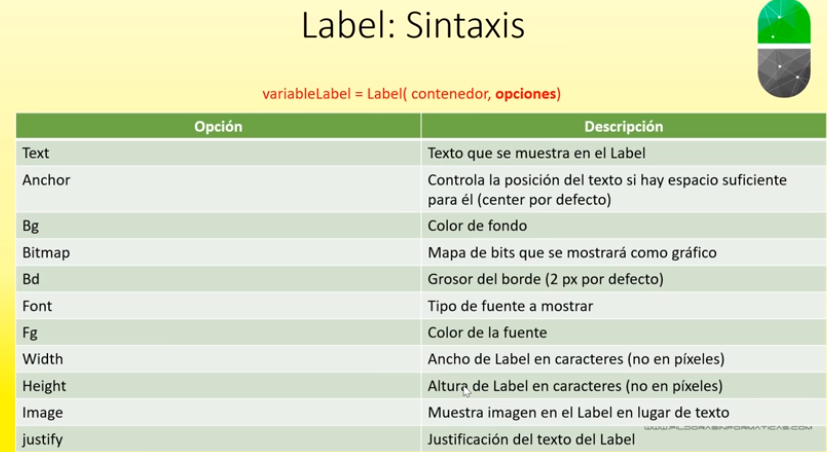 Label: Sintaxis
variableLabel = Label( contenedor, opciones)
Opción Descripción
Text Texto que se muestra en el Label
Anchor Controla la posición del texto si hay espacio suficiente
para él (center por defecto)
Bg Color de fondo
Bitmap Mapa de bits que se mostrará como gráfico
Bd Grosor del borde (2 px por defecto)
Font Tipo de fuente a mostrar
Fg Color de la fuente
Width Ancho de Label en caracteres (no en píxeles)
Height Altura de Label en caracteres (no en píxeles)
Image Muestra imagen en el Label en lugar de texto
WWW.PILDORASINFORMATICAS.COM
justify Justificación del texto del Label